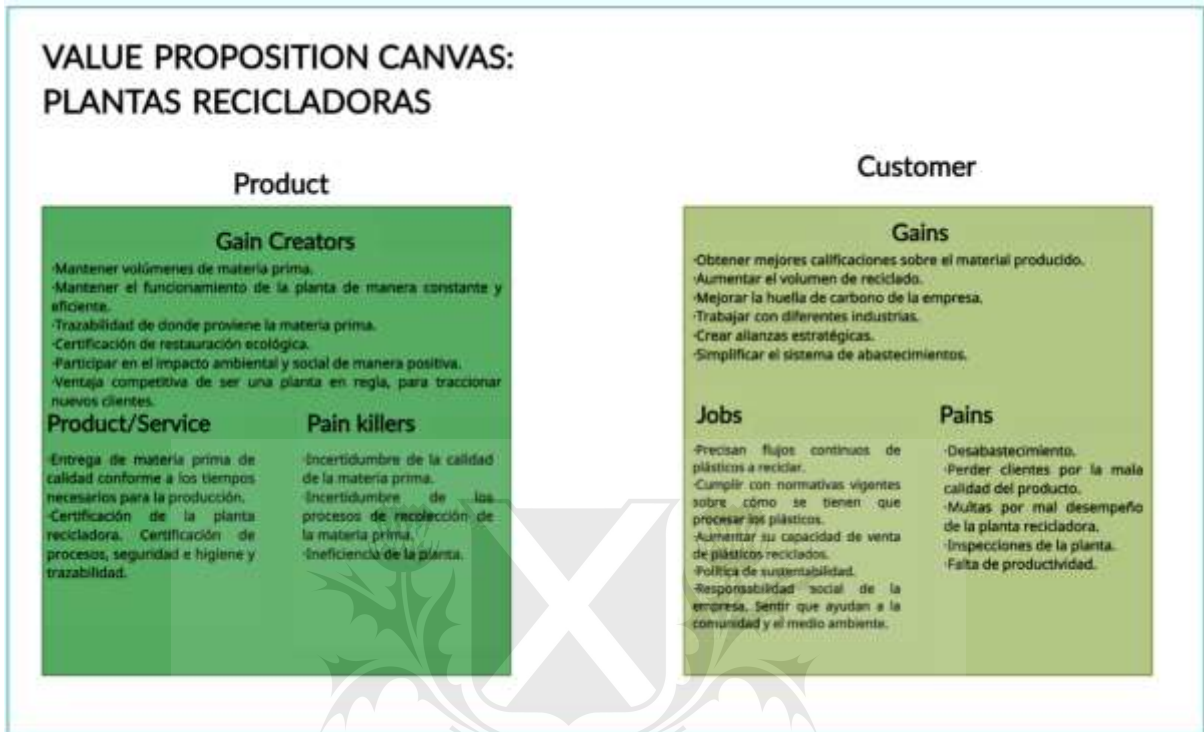 VALUE PROPOSITION CANVAS:
PLANTAS RECICLADORAS
Product
Gain Creators
·Mantener volúmenes de materia prima.
·Mantener el funcionamiento de la planta de manera constante y
eficiente.
·Trazabilidad de donde proviene la materia prima.
·Certificación de restauración ecológica.
·Participar en el impacto ambiental y social de manera positiva.
·Ventaja competitiva de ser una planta en regla, para traccionar
nuevos clientes.
Product/Service
·Entrega de materia prima de
calidad conforme a los tiempos
necesarios para la producción.
·Certificación de la planta
recicladora. Certificación de
procesos, seguridad e higiene y
trazabilidad.
Pain killers
·Incertidumbre de la calidad
de la materia prima.
·Incertidumbre de los
procesos de recolección de
la materia prima.
·Ineficiencia de la planta.
Customer
Gains
·Obtener mejores calificaciones sobre el material producido.
·Aumentar el volumen de reciclado.
·Mejorar la huella de carbono de la empresa.
·Trabajar con diferentes industrias.
·Crear alianzas estratégicas.
·Simplificar el sistema de abastecimientos.
Jobs
·Precisan flujos continuos de
plásticos a reciclar.
·Cumplir con normativas vigentes
sobre cómo se tienen que
procesar los plásticos.
·Aumentar su capacidad de venta
de plásticos reciclados.
·Política de sustentabilidad.
·Responsabilidad social de la
empresa. Sentir que ayudan a la
comunidad y el medio ambiente.
Pains
·Desabastecimiento.
·Perder clientes por la mala
calidad del producto.
·Multas por mal desempeño
de la planta recicladora.
·Inspecciones de la planta.
·Falta de productividad.